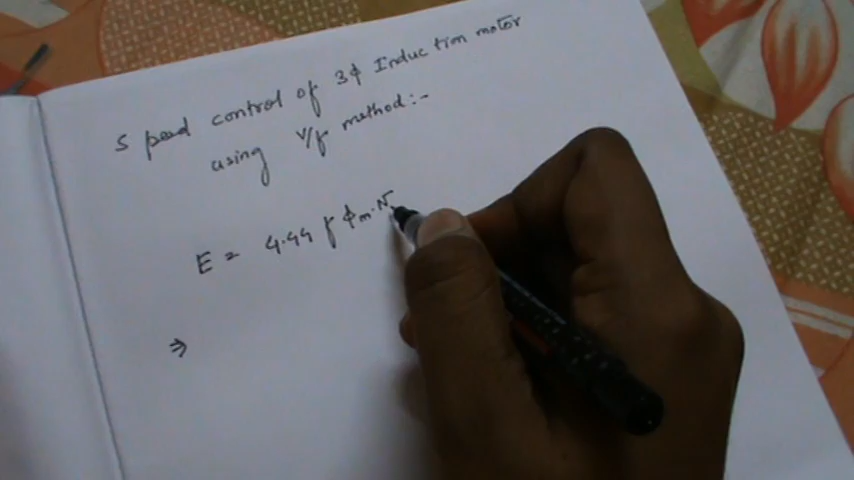 Speed control of 3ϕ Induction motor
using V/f method:-
E = 4.44 f ϕm. N
⇒